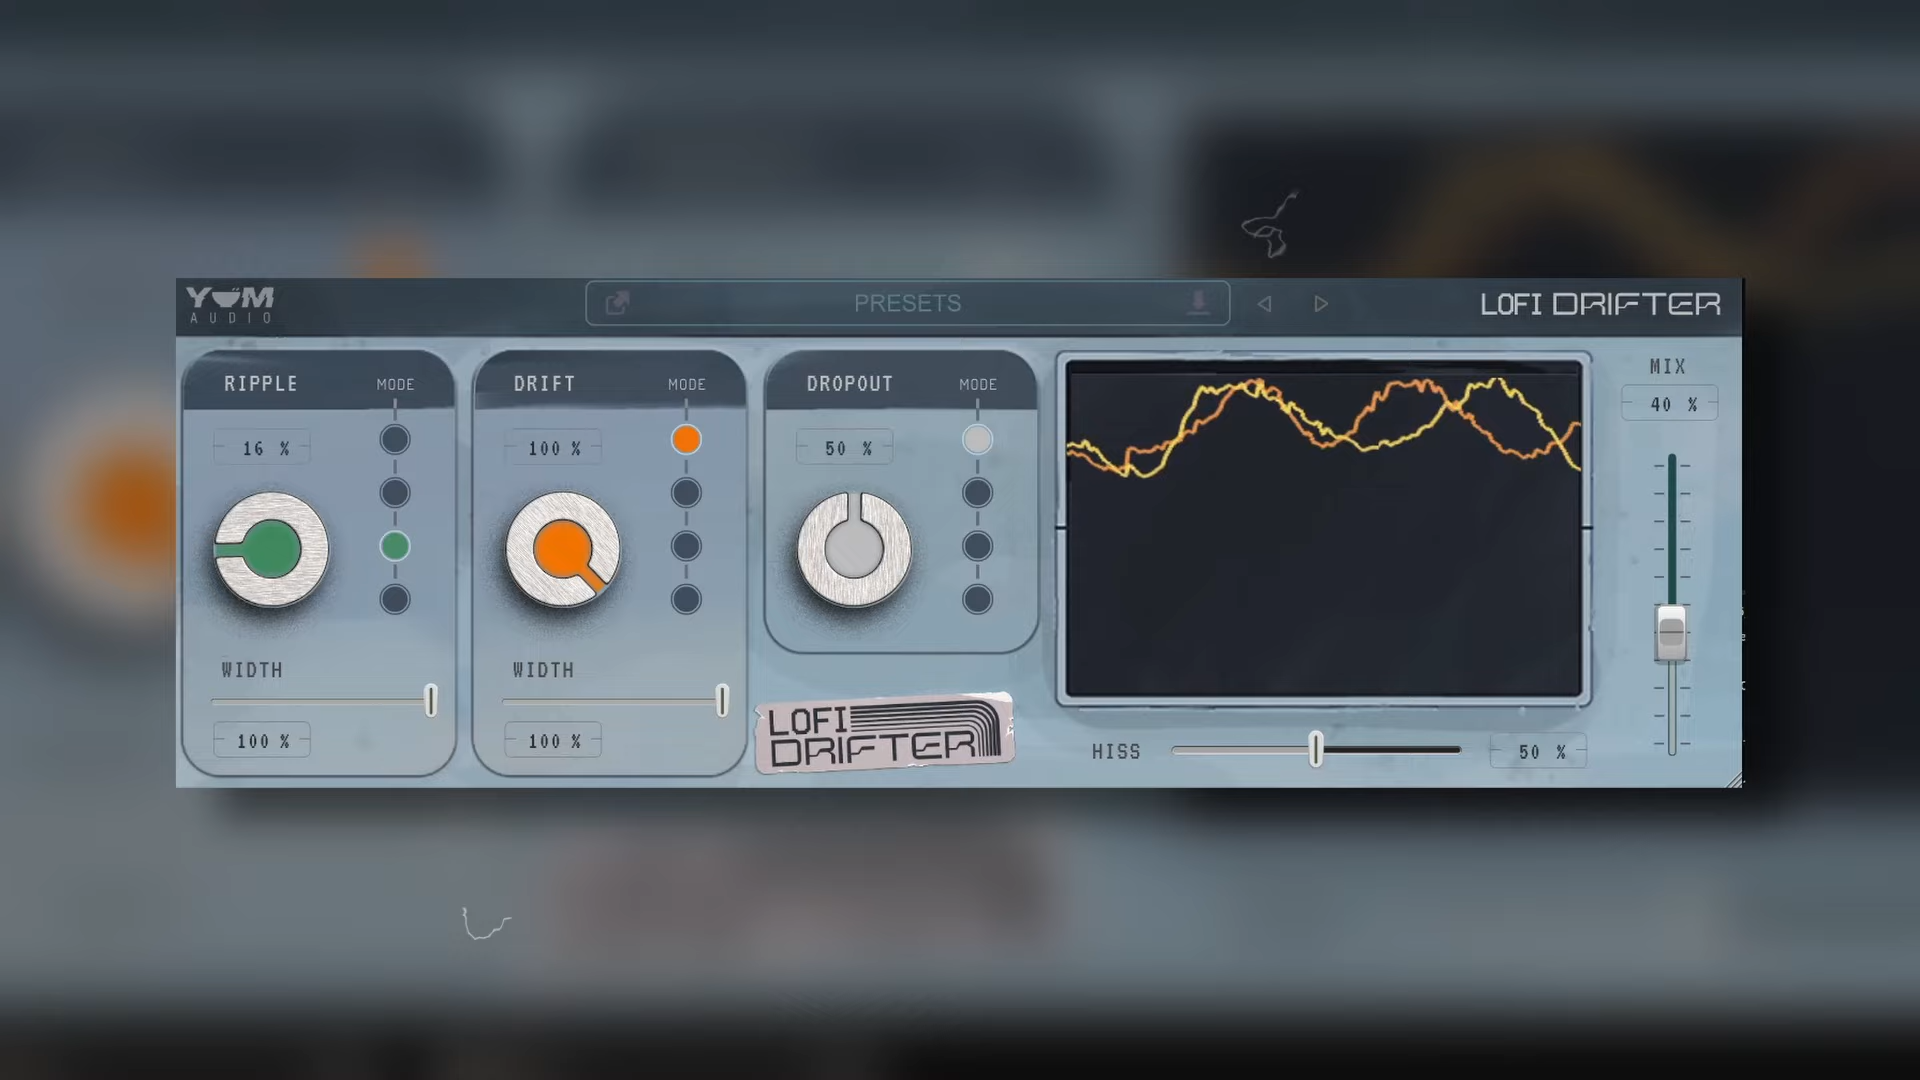 YUM
AUDIO
PRESETS
LOFI DRIFTER
RIPPLE
MODE
16 %
WIDTH
100 %
DRIFT
MODE
100 %
WIDTH
100 %
DROPOUT
MODE
50 %
LOFI
DRIFTER
HISS
50 %
MIX
40 %